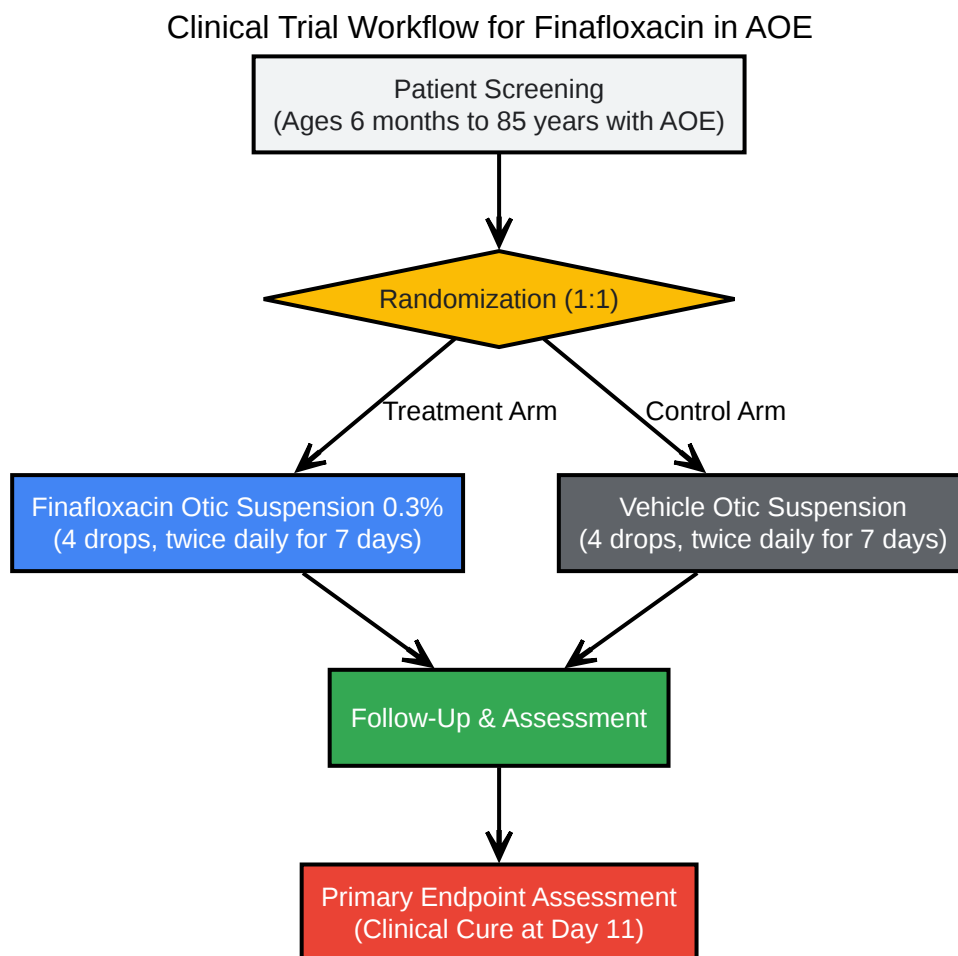 Clinical Trial Workflow for Finafloxacin in AOE
Patient Screening
(Ages 6 months to 85 years with AOE)
Randomization (1:1)
Treatment Arm
Control Arm
Finafloxacin Otic Suspension 0.3%
(4 drops, twice daily for 7 days)
Vehicle Otic Suspension
(4 drops, twice daily for 7 days)
Follow-Up & Assessment
Primary Endpoint Assessment
(Clinical Cure at Day 11)